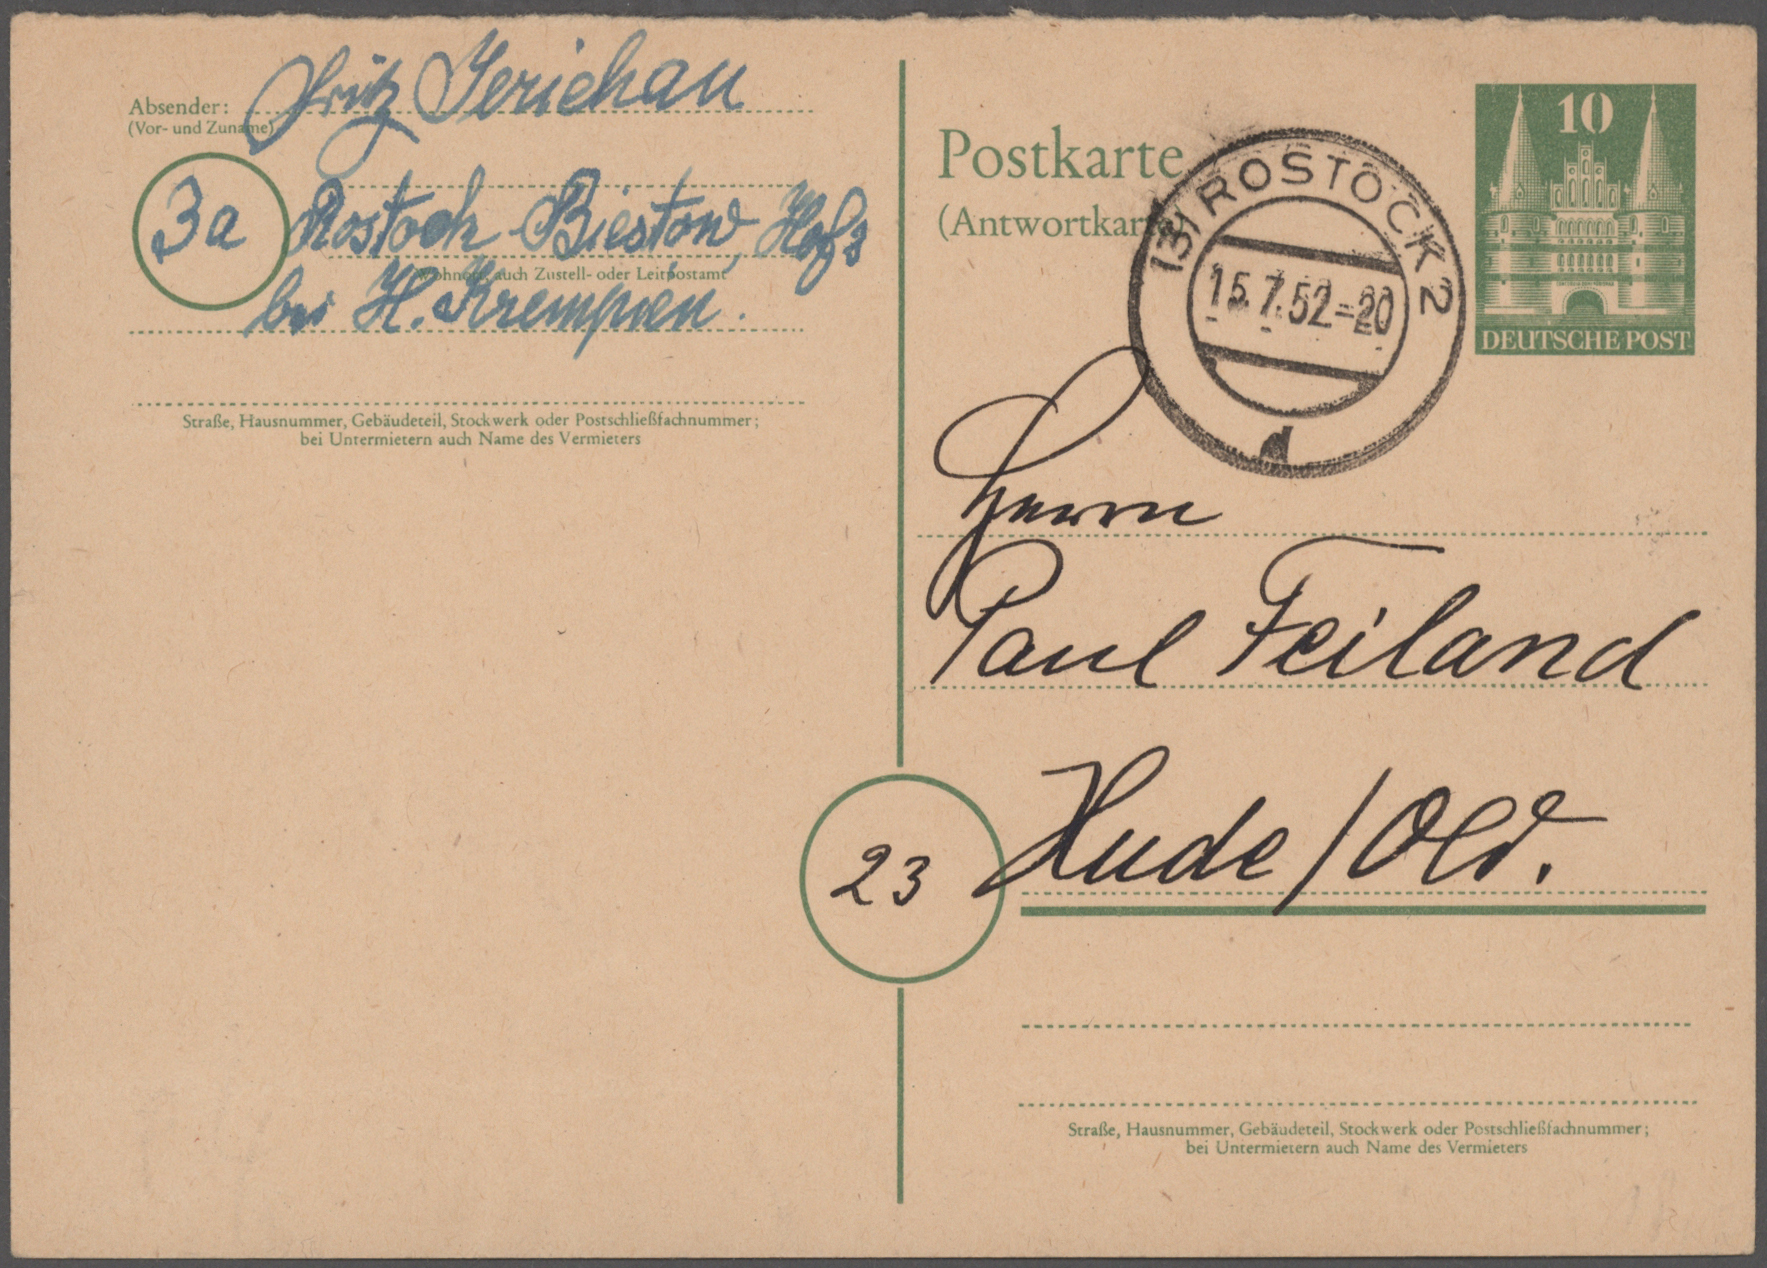 Absender: Fritz Jerichau
(Vor- und Zuname)
3a Rostock-Biestow, Hof 2
Wohnort, auch Zustell- oder Leitpostamt
bei H. Krempien.
Straße, Hausnummer, Gebäudeteil, Stockwerk oder Postschließfachnummer;
bei Untermietern auch Name des Vermieters
Postkarte
(Antwortkarte)
10
DEUTSCHE POST
(3) ROSTOCK 2
15.7.52-20
d
Herrn
Paul Feiland
23 Hude/Old.
Straße, Hausnummer, Gebäudeteil, Stockwerk oder Postschließfachnummer;
bei Untermietern auch Name des Vermieters